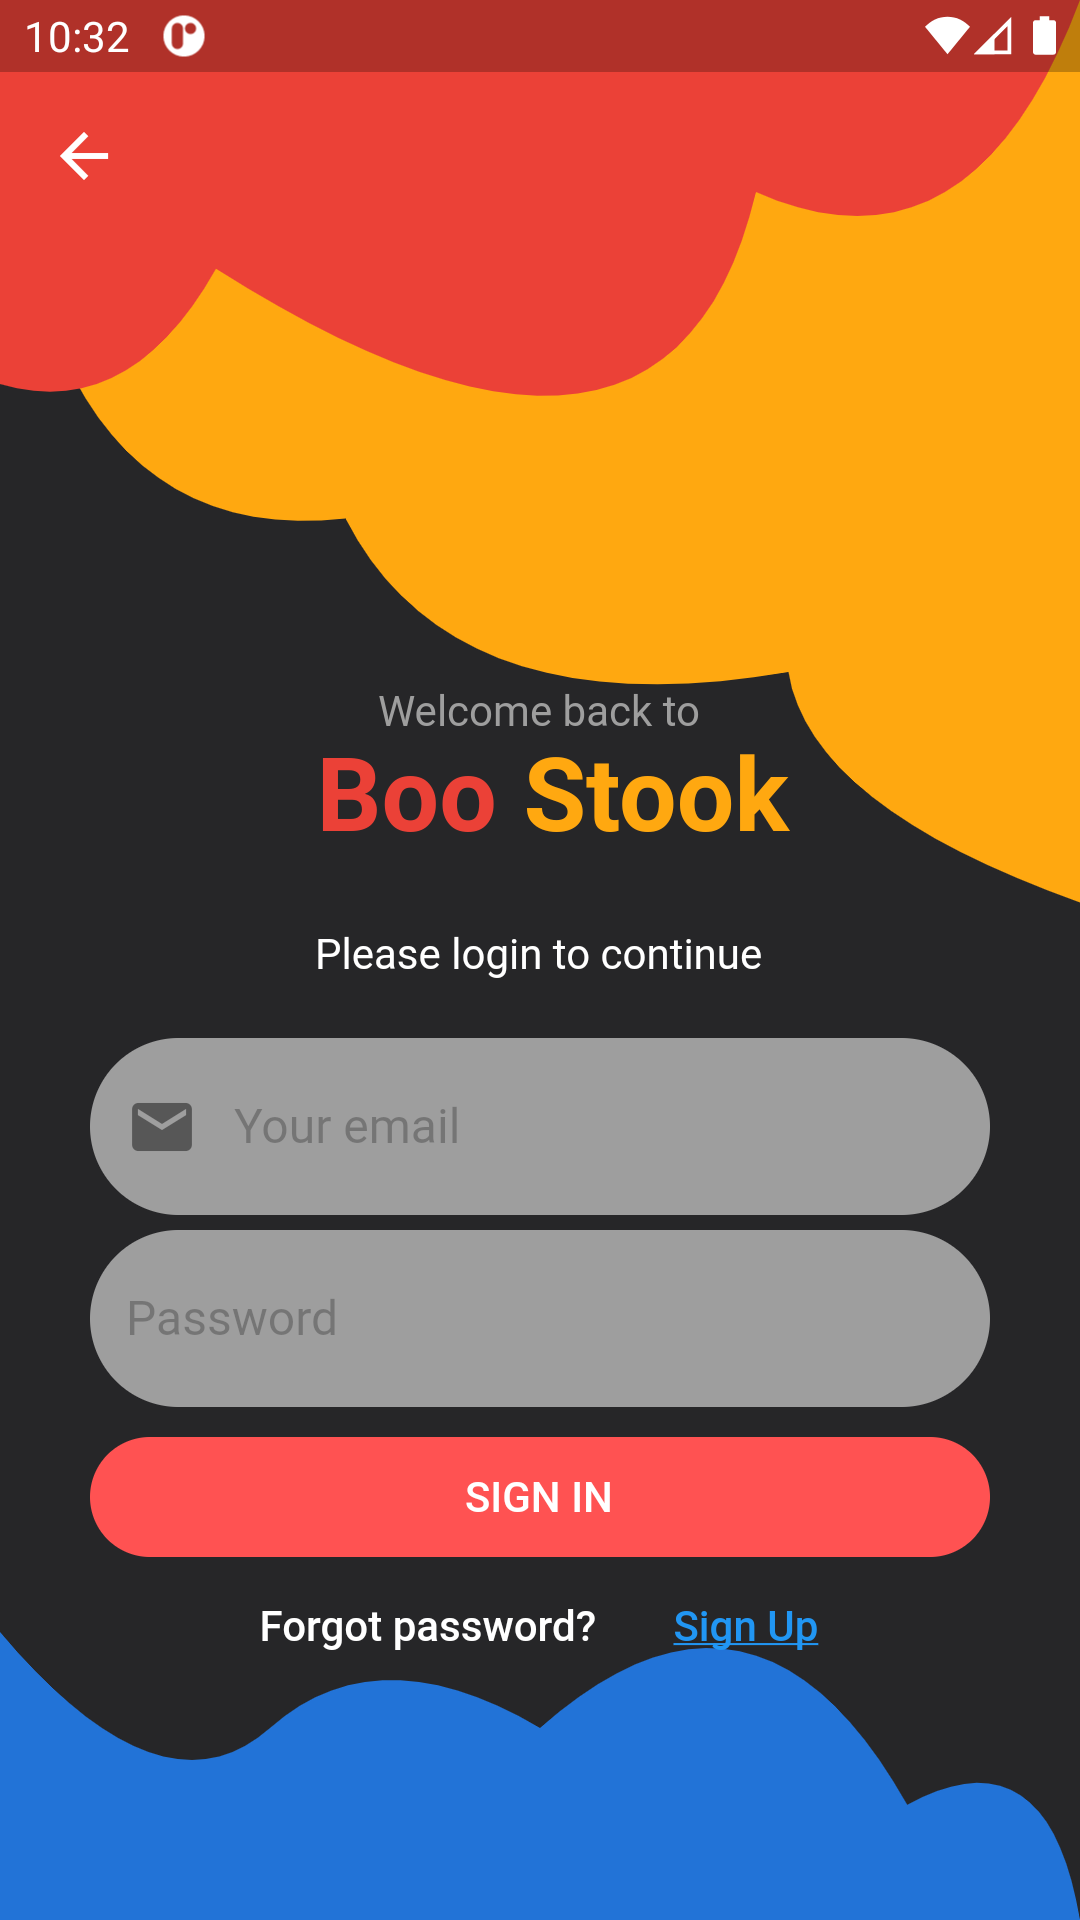 10:32
Welcome back to
Boo Stook
Please login to continue
Your email
Password
SIGN IN
Forgot password? Sign Up